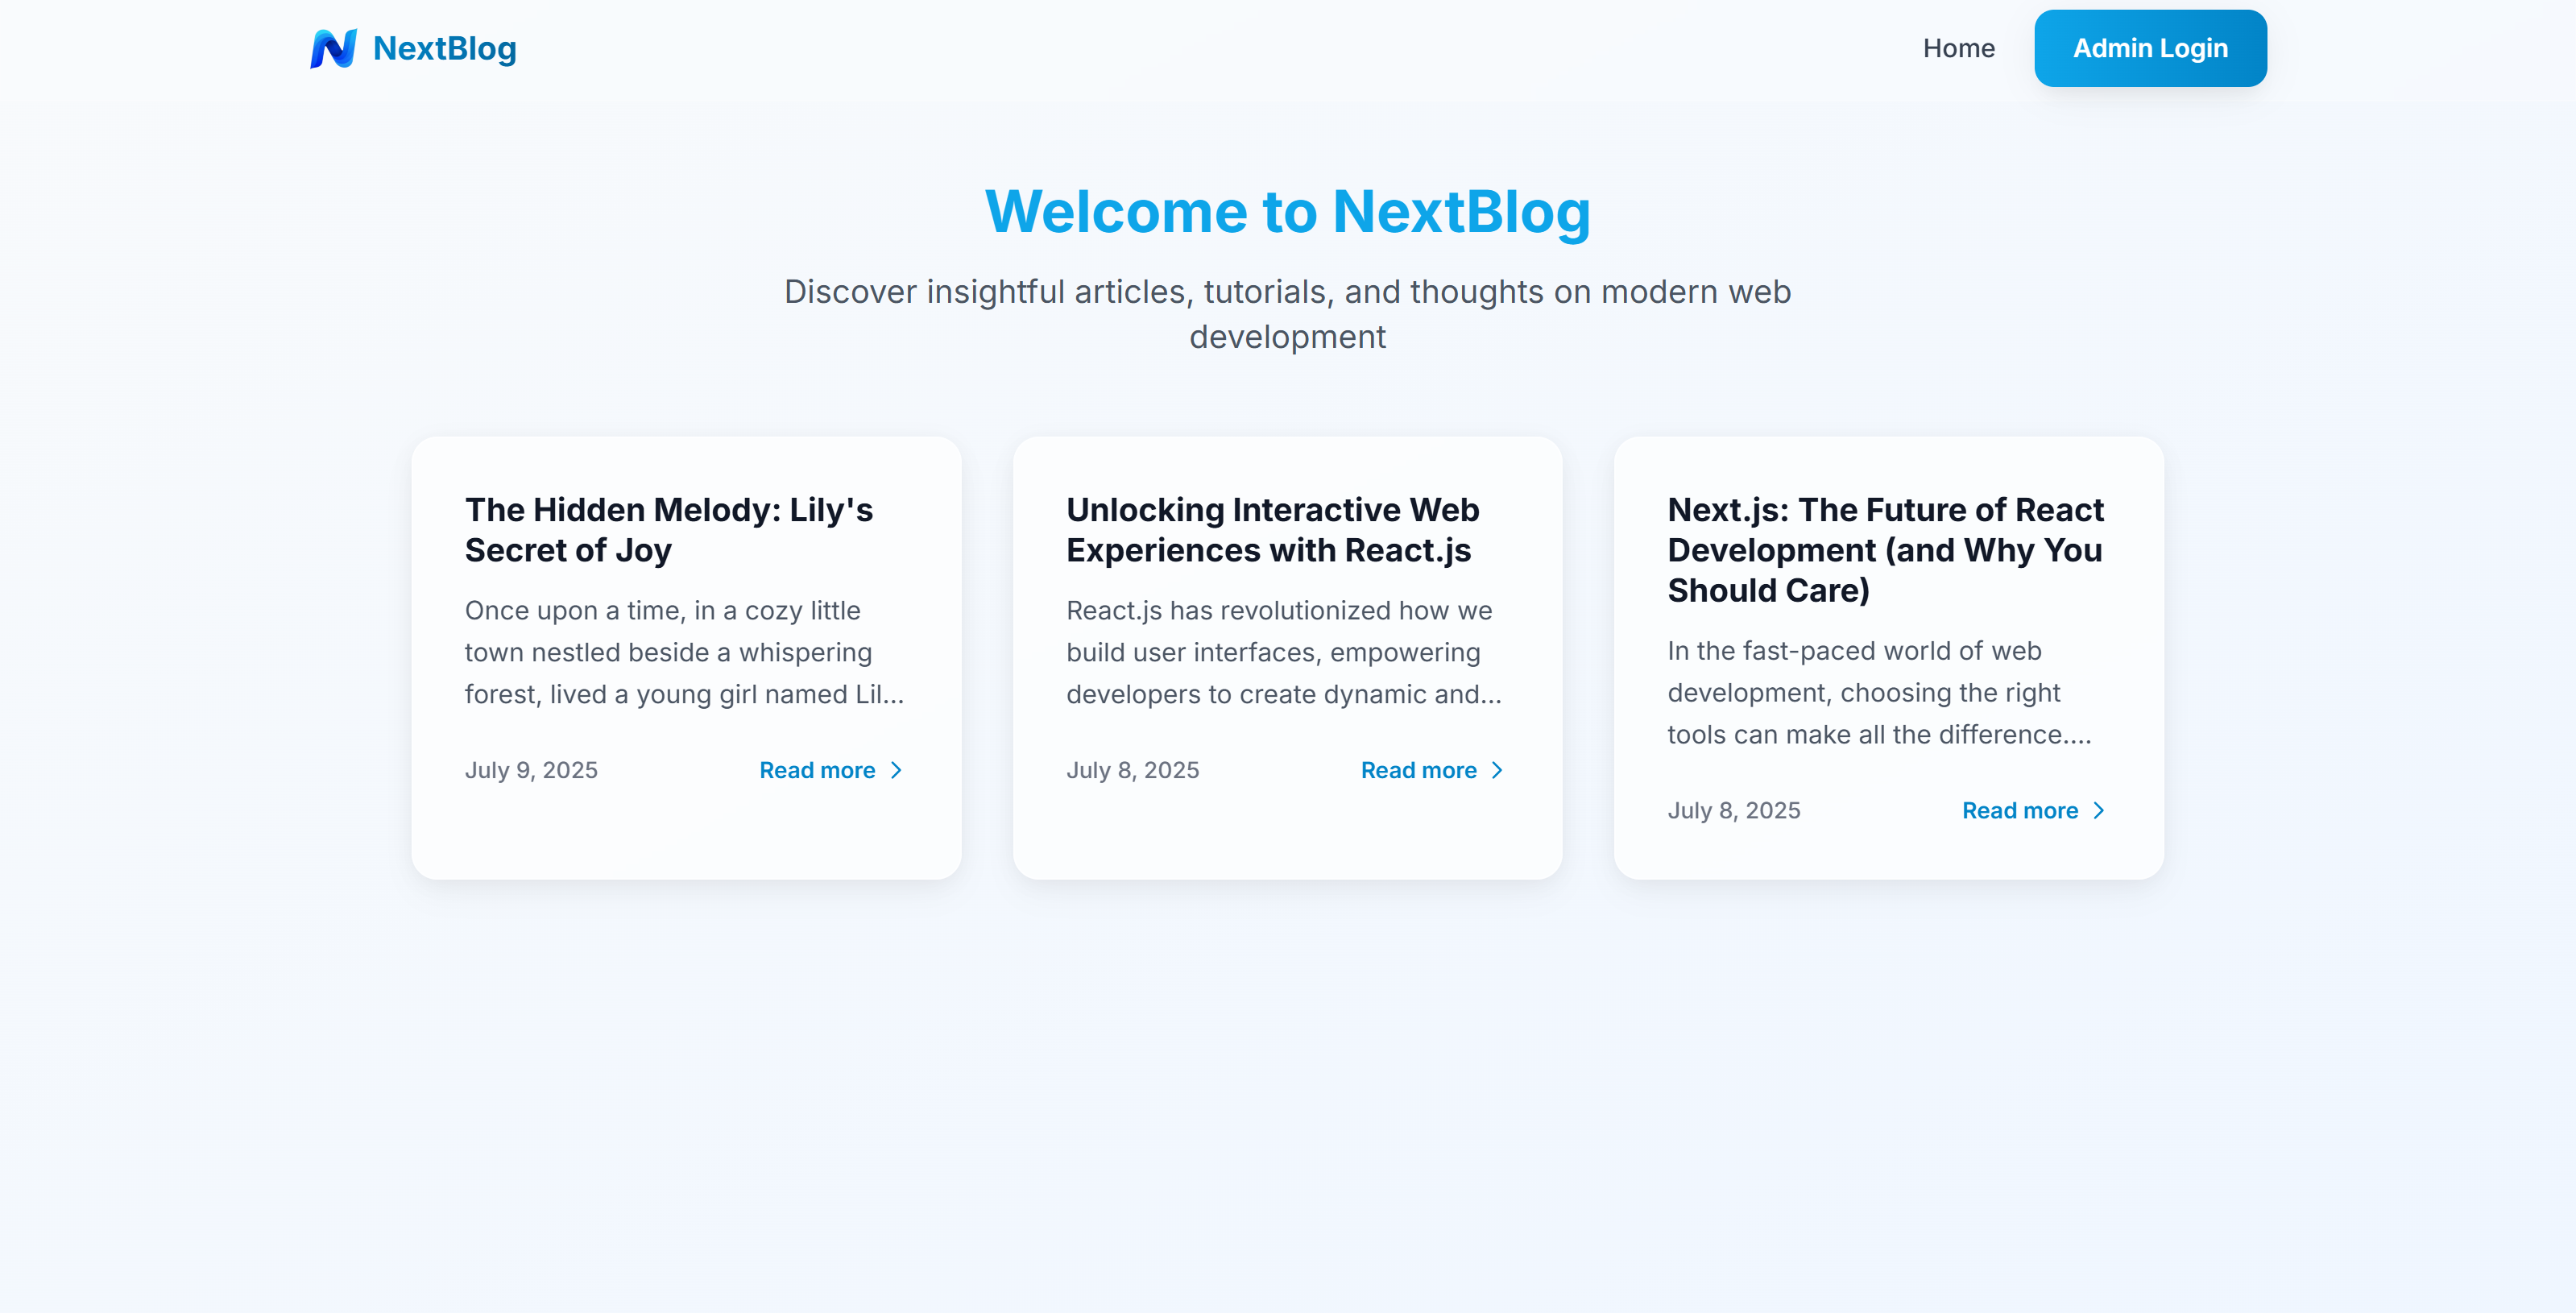 NextBlog
Home
Admin Login
Welcome to NextBlog
Discover insightful articles, tutorials, and thoughts on modern web
development
The Hidden Melody: Lily's
Secret of Joy
Once upon a time, in a cozy little
town nestled beside a whispering
forest, lived a young girl named Lil...
July 9, 2025
Read more
Unlocking Interactive Web
Experiences with React.js
React.js has revolutionized how we
build user interfaces, empowering
developers to create dynamic and...
July 8, 2025
Read more
Next.js: The Future of React
Development (and Why You
Should Care)
In the fast-paced world of web
development, choosing the right
tools can make all the difference....
July 8, 2025
Read more